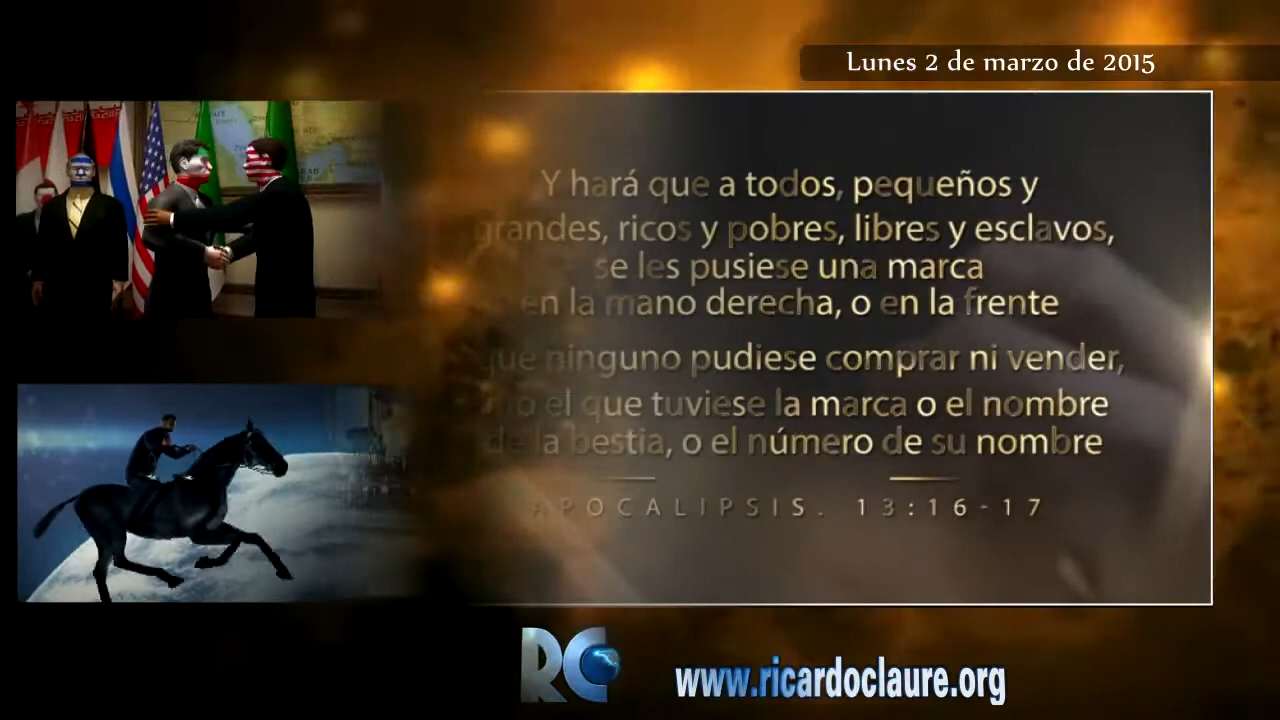 Lunes 2 de marzo de 2015
Y hará que a todos, pequeños y
grandes, ricos y pobres, libres y esclavos,
se les pusiese una marca
en la mano derecha, o en la frente
que ninguno pudiese comprar ni vender,
el que tuviese la marca o el nombre
de la bestia, o el número de su nombre
APOCALIPSIS. 13:16-17
RC
www.ricardoclaure.org